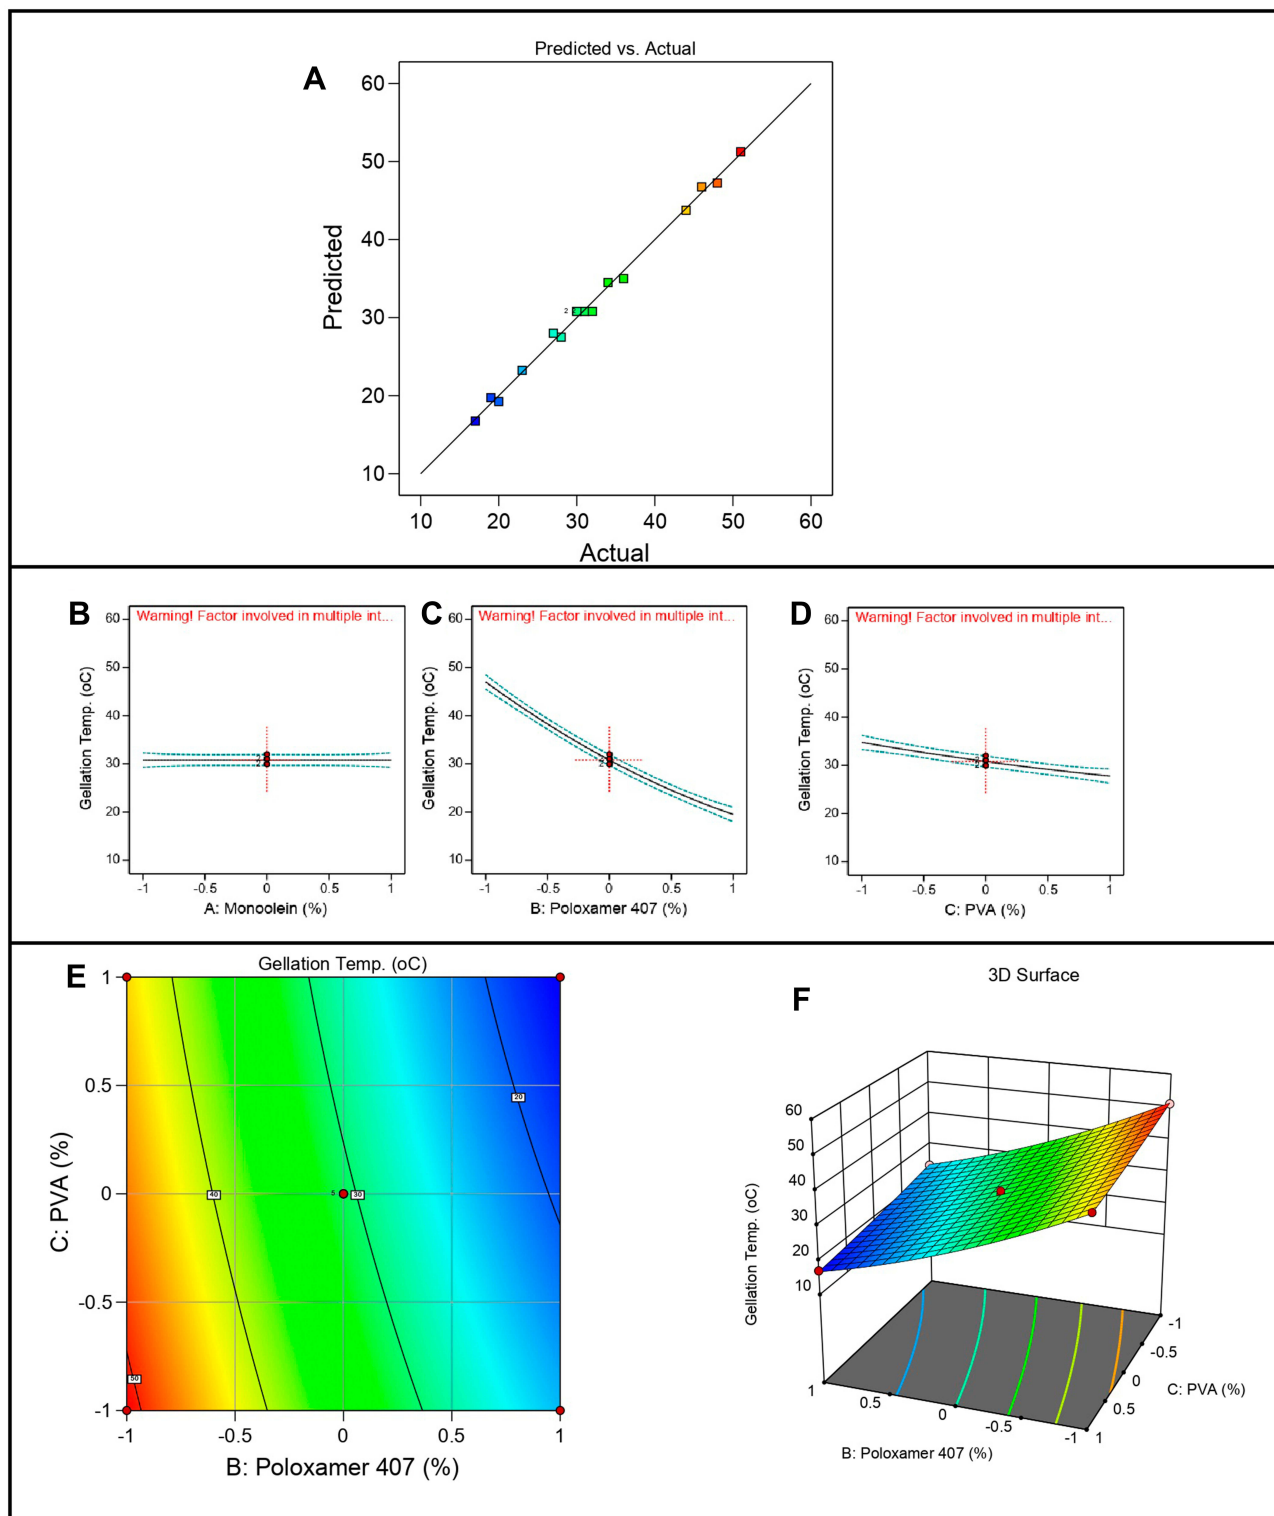 Predicted vs. Actual
A
60
50
40
30
20
10
Predicted
2
10 20 30 40 50 60
Actual
B
Warning! Factor involved in multiple int...
60
50
40
30
20
10
Gellation Temp. (oC)
2
-1 -0.5 0 0.5 1
A: Monoolein (%)
C
Warning! Factor involved in multiple int...
60
50
40
30
20
10
Gellation Temp. (oC)
2
-1 -0.5 0 0.5 1
B: Poloxamer 407 (%)
D
Warning! Factor involved in multiple int...
60
50
40
30
20
10
Gellation Temp. (oC)
2
-1 -0.5 0 0.5 1
C: PVA (%)
E
Gellation Temp. (oC)
1
0.5
0
-0.5
-1
C: PVA (%)
20
40
5
30
50
-1 -0.5 0 0.5 1
B: Poloxamer 407 (%)
3D Surface
F
60
50
40
30
20
10
Gellation Temp. (oC)
1
0.5
0
-0.5
-1
B: Poloxamer 407 (%)
-1
-0.5
0
0.5
1
C: PVA (%)